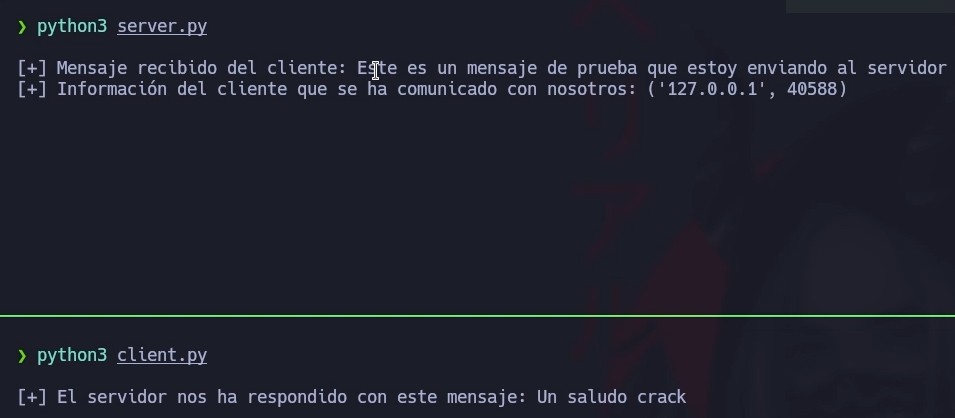 ❯ python3 server.py
[+] Mensaje recibido del cliente: Este es un mensaje de prueba que estoy enviando al servidor
[+] Información del cliente que se ha comunicado con nosotros: ('127.0.0.1', 40588)
❯ python3 client.py
[+] El servidor nos ha respondido con este mensaje: Un saludo crack